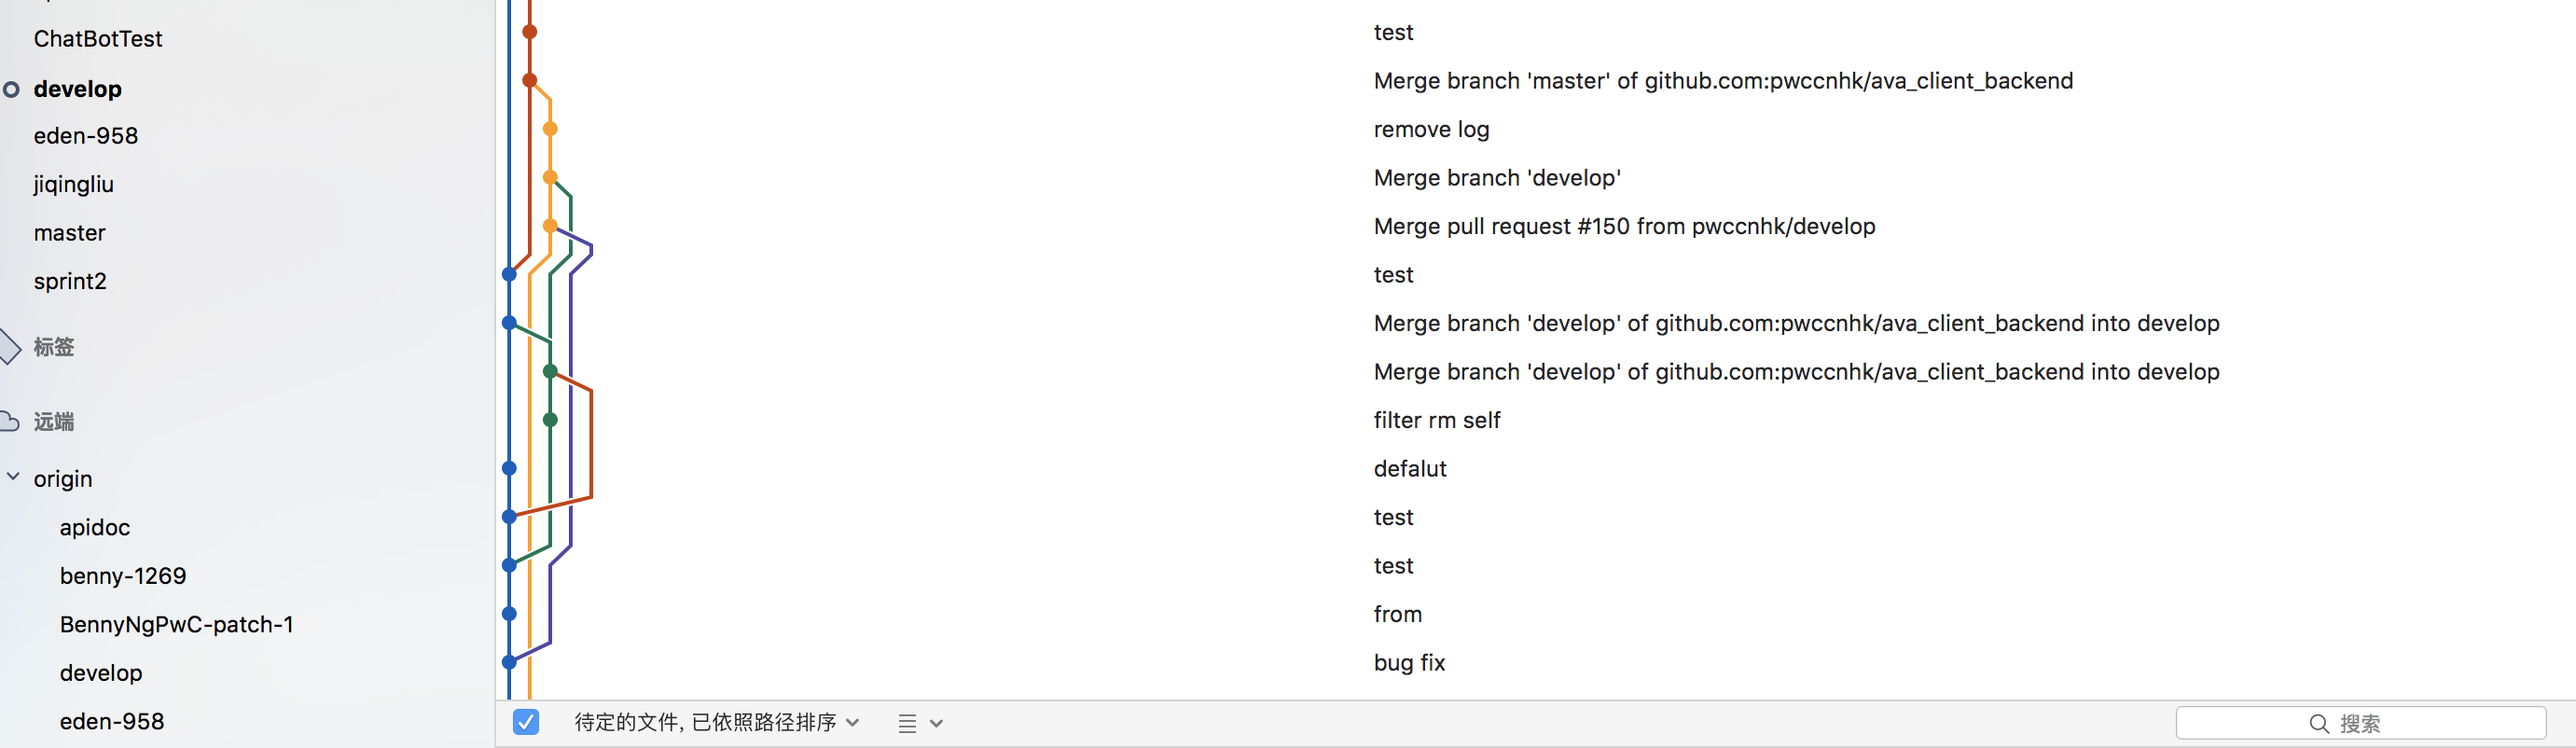 ChatBotTest
develop
eden-958
jiqingliu
master
sprint2
标签
远端
origin
apidoc
benny-1269
BennyNgPwC-patch-1
develop
eden-958
test
Merge branch 'master' of github.com:pwccnhk/ava_client_backend
remove log
Merge branch 'develop'
Merge pull request #150 from pwccnhk/develop
test
Merge branch 'develop' of github.com:pwccnhk/ava_client_backend into develop
Merge branch 'develop' of github.com:pwccnhk/ava_client_backend into develop
filter rm self
defalut
test
test
from
bug fix
待定的文件, 已依照路径排序
搜索